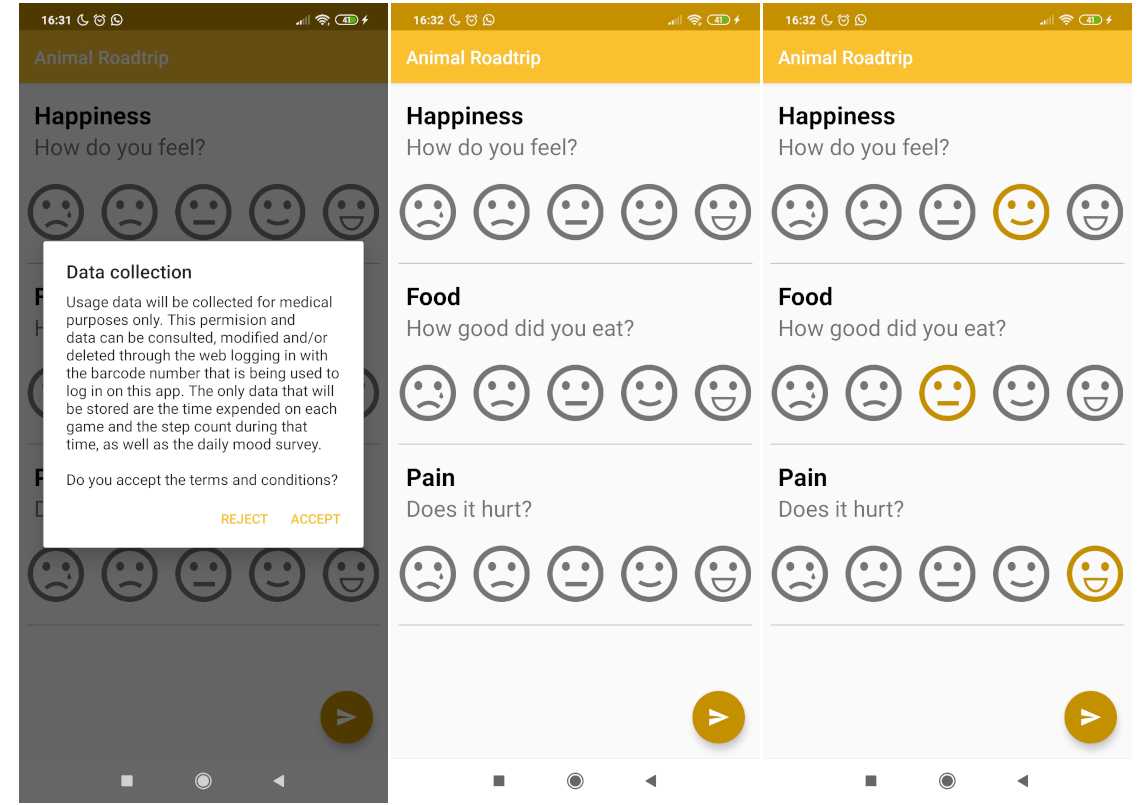 16:31
41
Animal Roadtrip
Happiness
How do you feel?
Data collection
Usage data will be collected for medical
purposes only. This permision and
data can be consulted, modified and/or
deleted through the web logging in with
the barcode number that is being used to
log in on this app. The only data that will
be stored are the time expended on each
game and the step count during that
time, as well as the daily mood survey.
Do you accept the terms and conditions?
REJECT ACCEPT
16:32
41
Animal Roadtrip
Happiness
How do you feel?
Food
How good did you eat?
Pain
Does it hurt?
16:32
41
Animal Roadtrip
Happiness
How do you feel?
Food
How good did you eat?
Pain
Does it hurt?